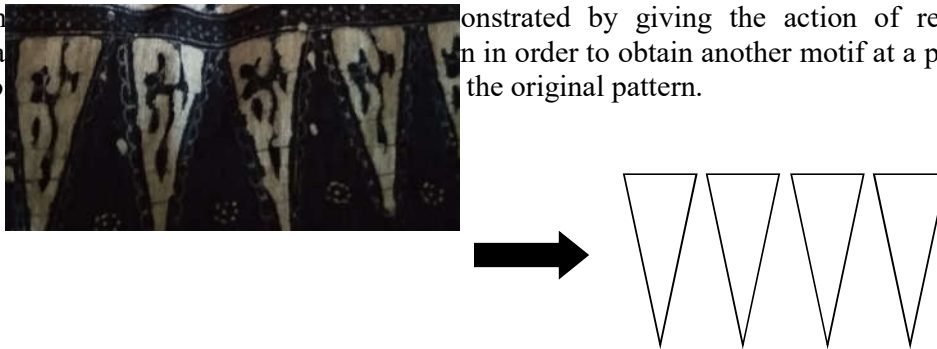 onstrated by giving the action of re
n in order to obtain another motif at a p
the original pattern.